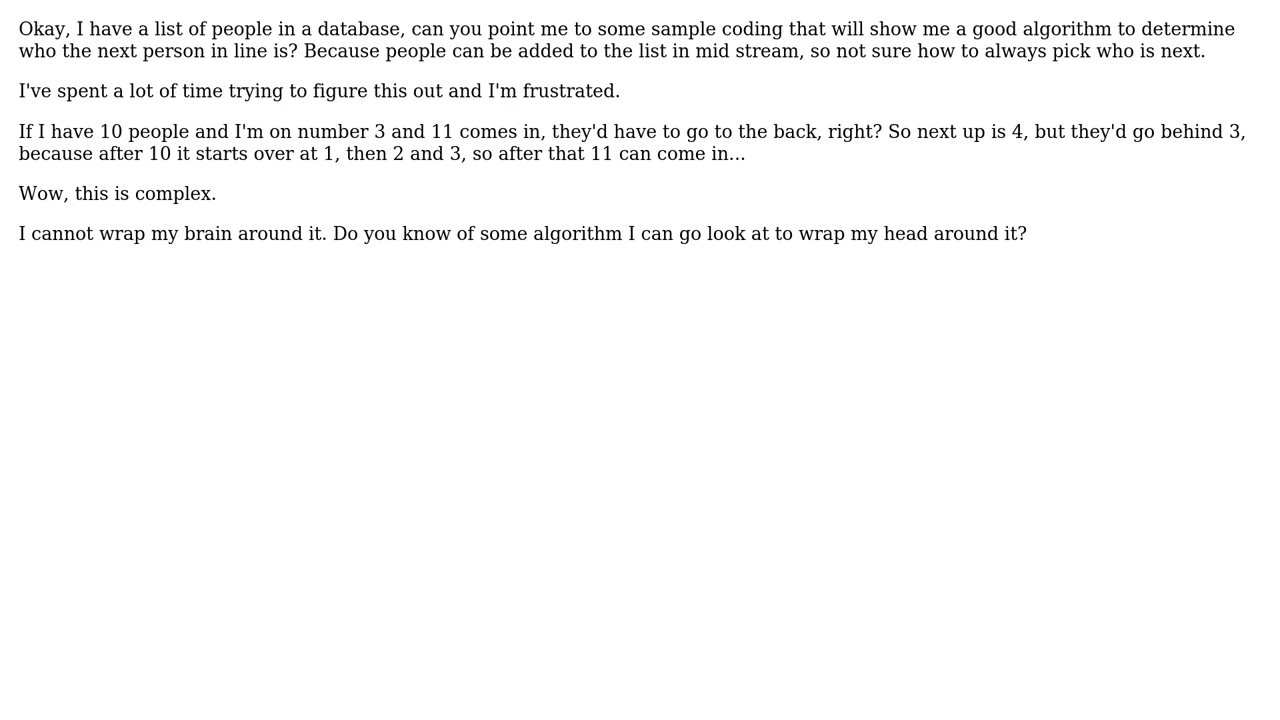 Okay, I have a list of people in a database, can you point me to some sample coding that will show me a good algorithm to determine
who the next person in line is? Because people can be added to the list in mid stream, so not sure how to always pick who is next.
I've spent a lot of time trying to figure this out and I'm frustrated.
If I have 10 people and I'm on number 3 and 11 comes in, they'd have to go to the back, right? So next up is 4, but they'd go behind 3,
because after 10 it starts over at 1, then 2 and 3, so after that 11 can come in...
Wow, this is complex.
I cannot wrap my brain around it. Do you know of some algorithm I can go look at to wrap my head around it?